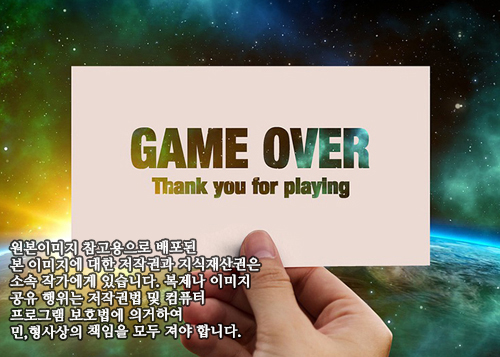 GAME OVER
Thank you for playing
원본이미지 참고용으로 배포된
본 이미지에 대한 저작권과 지식재산권은
소속 작가에게 있습니다. 복제나 이미지
공유 행위는 저작권법 및 컴퓨터
프로그램 보호법에 의거하여
민,형사상의 책임을 모두 져야 합니다.